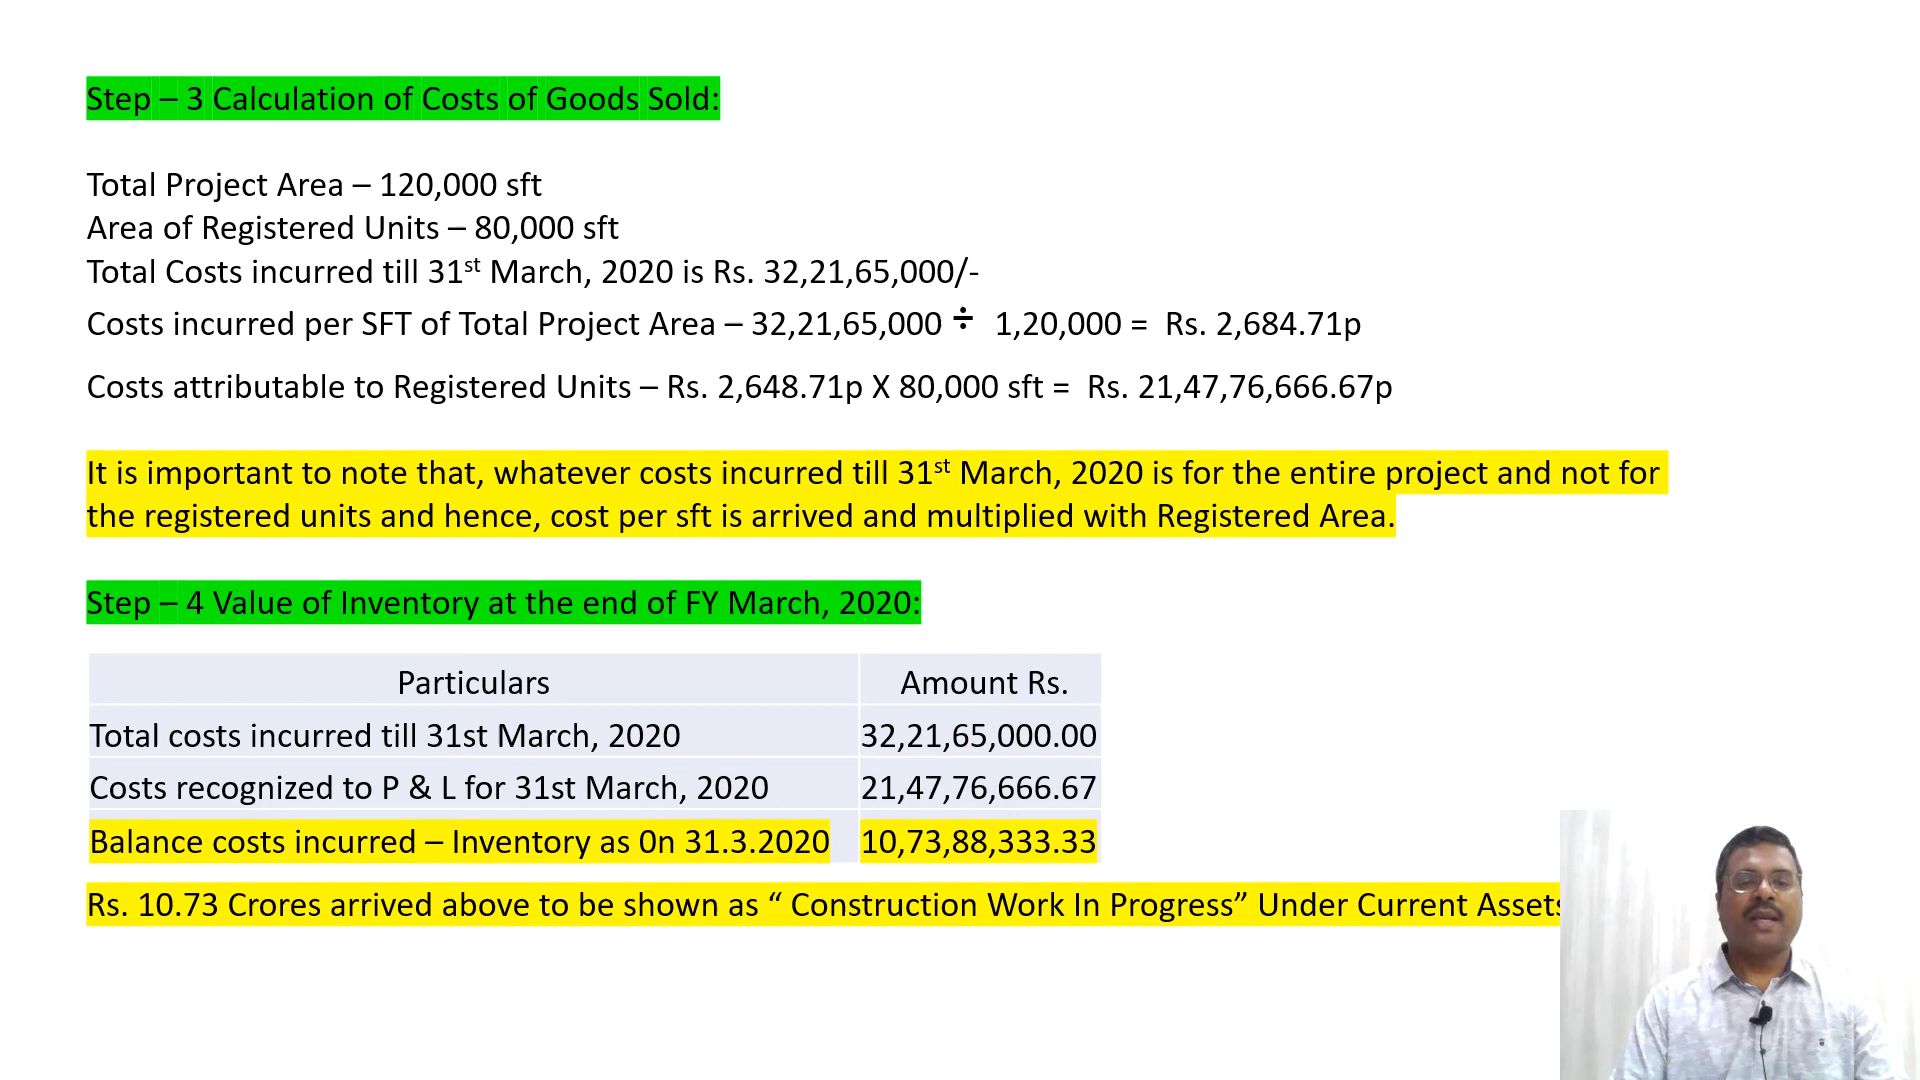 Step – 3 Calculation of Costs of Goods Sold:
Total Project Area – 120,000 sft
Area of Registered Units – 80,000 sft
Total Costs incurred till 31st March, 2020 is Rs. 32,21,65,000/-
Costs incurred per SFT of Total Project Area – 32,21,65,000 ÷ 1,20,000 = Rs. 2,684.71p
Costs attributable to Registered Units – Rs. 2,648.71p X 80,000 sft = Rs. 21,47,76,666.67p
It is important to note that, whatever costs incurred till 31st March, 2020 is for the entire project and not for
the registered units and hence, cost per sft is arrived and multiplied with Registered Area.
Step – 4 Value of Inventory at the end of FY March, 2020:
Particulars Amount Rs.
Total costs incurred till 31st March, 2020 32,21,65,000.00
Costs recognized to P & L for 31st March, 2020 21,47,76,666.67
Balance costs incurred – Inventory as 0n 31.3.2020 10,73,88,333.33
Rs. 10.73 Crores arrived above to be shown as “ Construction Work In Progress” Under Current Assets